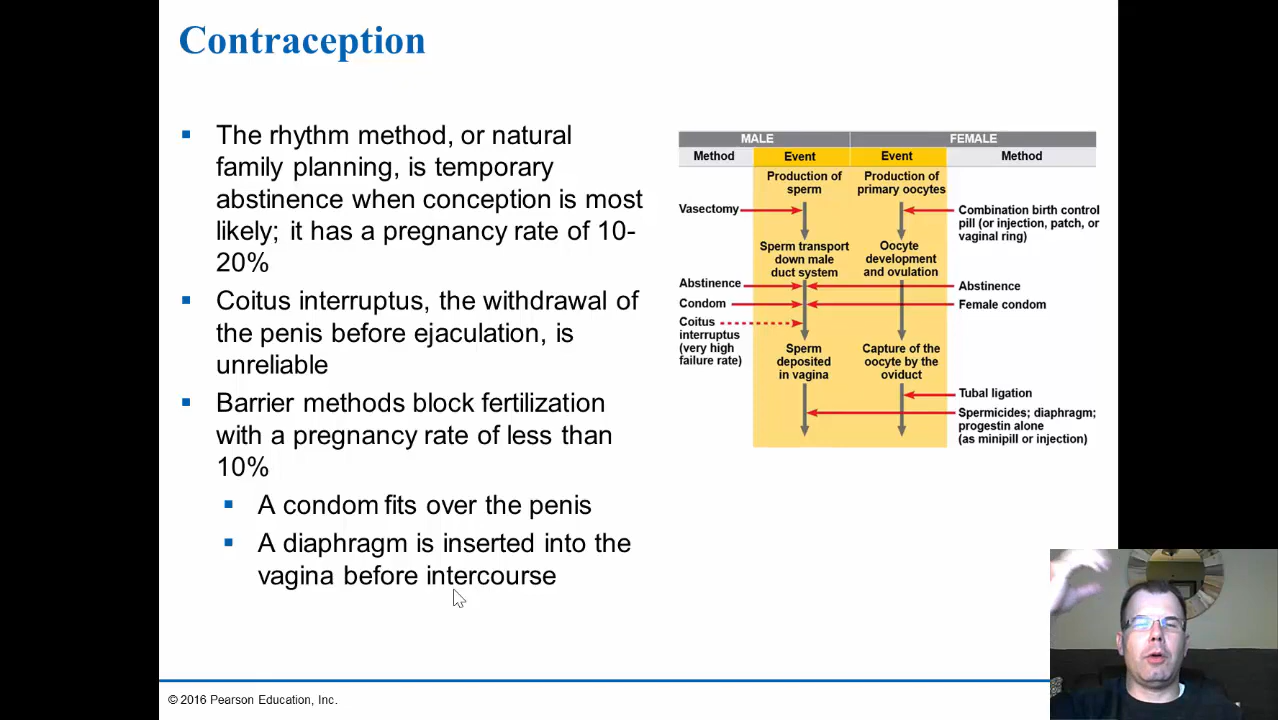 Contraception
▪ The rhythm method, or natural
family planning, is temporary
abstinence when conception is most
likely; it has a pregnancy rate of 10-
20%
▪ Coitus interruptus, the withdrawal of
the penis before ejaculation, is
unreliable
▪ Barrier methods block fertilization
with a pregnancy rate of less than
10%
▪ A condom fits over the penis
▪ A diaphragm is inserted into the
vagina before intercourse
MALE
FEMALE
Method
Event
Event
Method
Production of
sperm
Production of
primary oocytes
Vasectomy
Combination birth control
pill (or injection, patch, or
vaginal ring)
Sperm transport
down male
duct system
Oocyte
development
and ovulation
Abstinence
Abstinence
Condom
Female condom
Coitus
interruptus
(very high
failure rate)
Sperm
deposited
in vagina
Capture of the
oocyte by the
oviduct
Tubal ligation
Spermicides; diaphragm;
progestin alone
(as minipill or injection)
© 2016 Pearson Education, Inc.